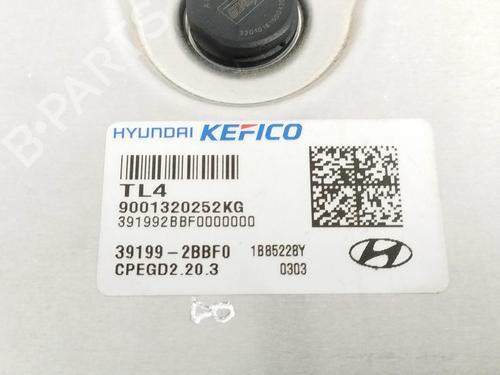 B-PARTS
HYUNDAI KEFICO
TL4
9001320252KG
391992BBF0000000
39199-2BBF0 1B85228Y
CPEGD2.20.3 0303